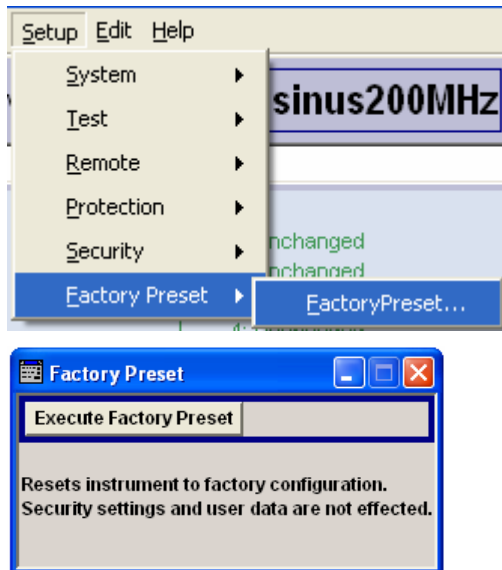 Setup Edit Help
System
sinus200MHz
Test
Remote
Protection
nchanged
Security
nchanged
Factory Preset
FactoryPreset...
Factory Preset
Execute Factory Preset
Resets instrument to factory configuration.
Security settings and user data are not effected.